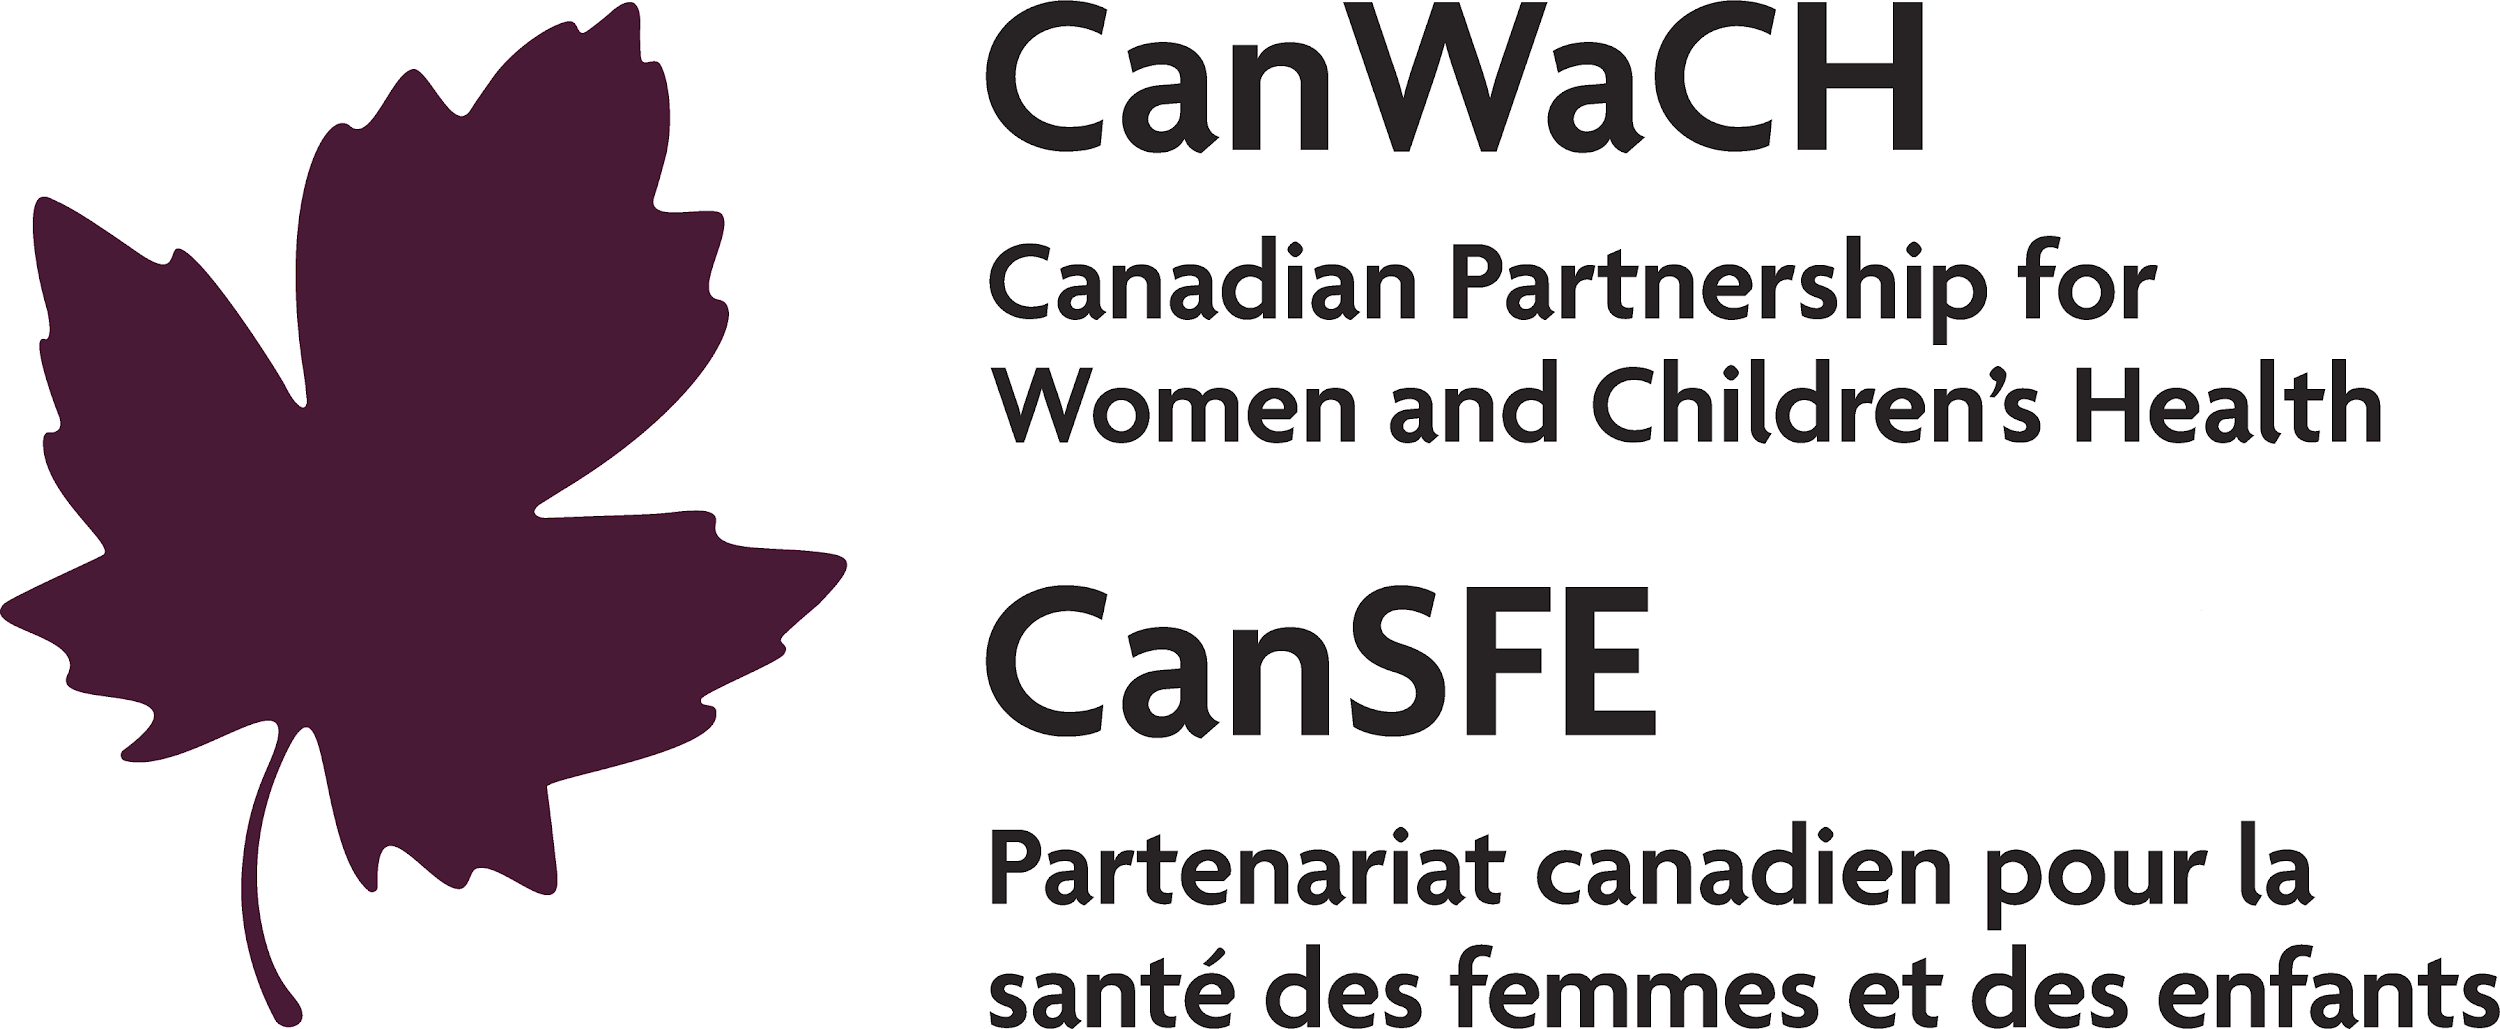 CanWaCH
Canadian Partnership for
Women and Children’s Health
CanSFE
Partenariat canadien pour la
santé des femmes et des enfants